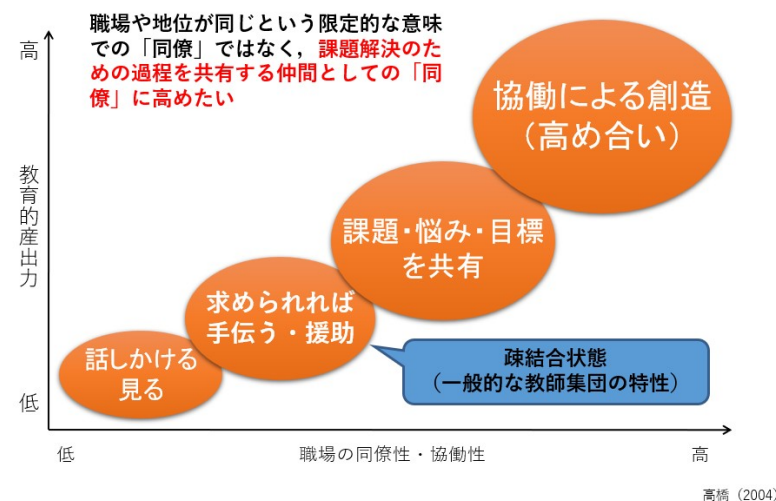 職場や地位が同じという限定的な意味
での「同僚」ではなく，課題解決のた
めの過程を共有する仲間としての「同
僚」に高めたい
高
教育的産出力
低
協働による創造
（高め合い）
課題・悩み・目標
を共有
求められれば
手伝う・援助
話しかける
見る
疎結合状態
（一般的な教師集団の特性）
低
職場の同僚性・協働性
高
高橋（2004）